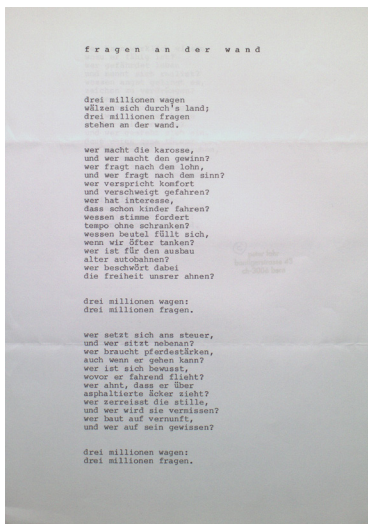 fragen an der wand
drei millionen wagen
wälzen sich durch's land;
drei millionen fragen
stehen an der wand.
wer macht die karosse,
und wer macht den gewinn?
wer fragt nach dem lohn,
und wer fragt nach dem sinn?
wer verspricht komfort
und verschweigt gefahren?
wer hat interesse,
dass schon kinder fahren?
wessen stimme fordert
tempo ohne schranken?
wessen beutel füllt sich,
wenn wir öfter tanken?
wer ist für den ausbau
alter autobahnen?
wer beschwört dabei
die freiheit unsrer ahnen?
drei millionen wagen:
drei millionen fragen.
wer setzt sich ans steuer,
und wer sitzt nebenan?
wer braucht pferdestärken,
auch wenn er gehen kann?
wer ist sich bewusst,
wovor er fahrend flieht?
wer ahnt, dass er über
asphaltierte äcker zieht?
wer zerreisst die stille,
und wer wird sie vermissen?
wer baut auf vernunft,
und wer auf sein gewissen?
drei millionen wagen:
drei millionen fragen.